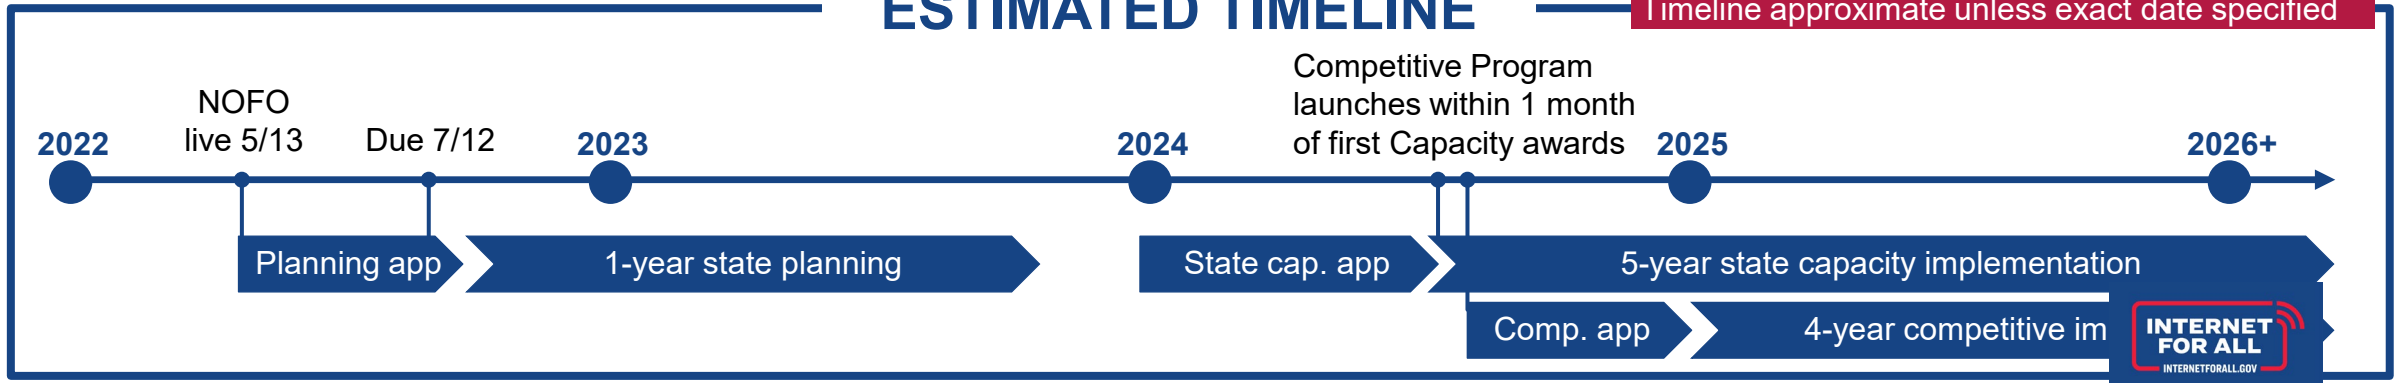 ESTIMATED TIMELINE
Timeline approximate unless exact date specified
Competitive Program
launches within 1 month
of first Capacity awards
NOFO
live 5/13
Due 7/12
2022
2023
2024
2025
2026+
Planning app
1-year state planning
State cap. app
5-year state capacity implementation
Comp. app
4-year competitive im
INTERNET
FOR ALL
INTERNETFORALL.GOV